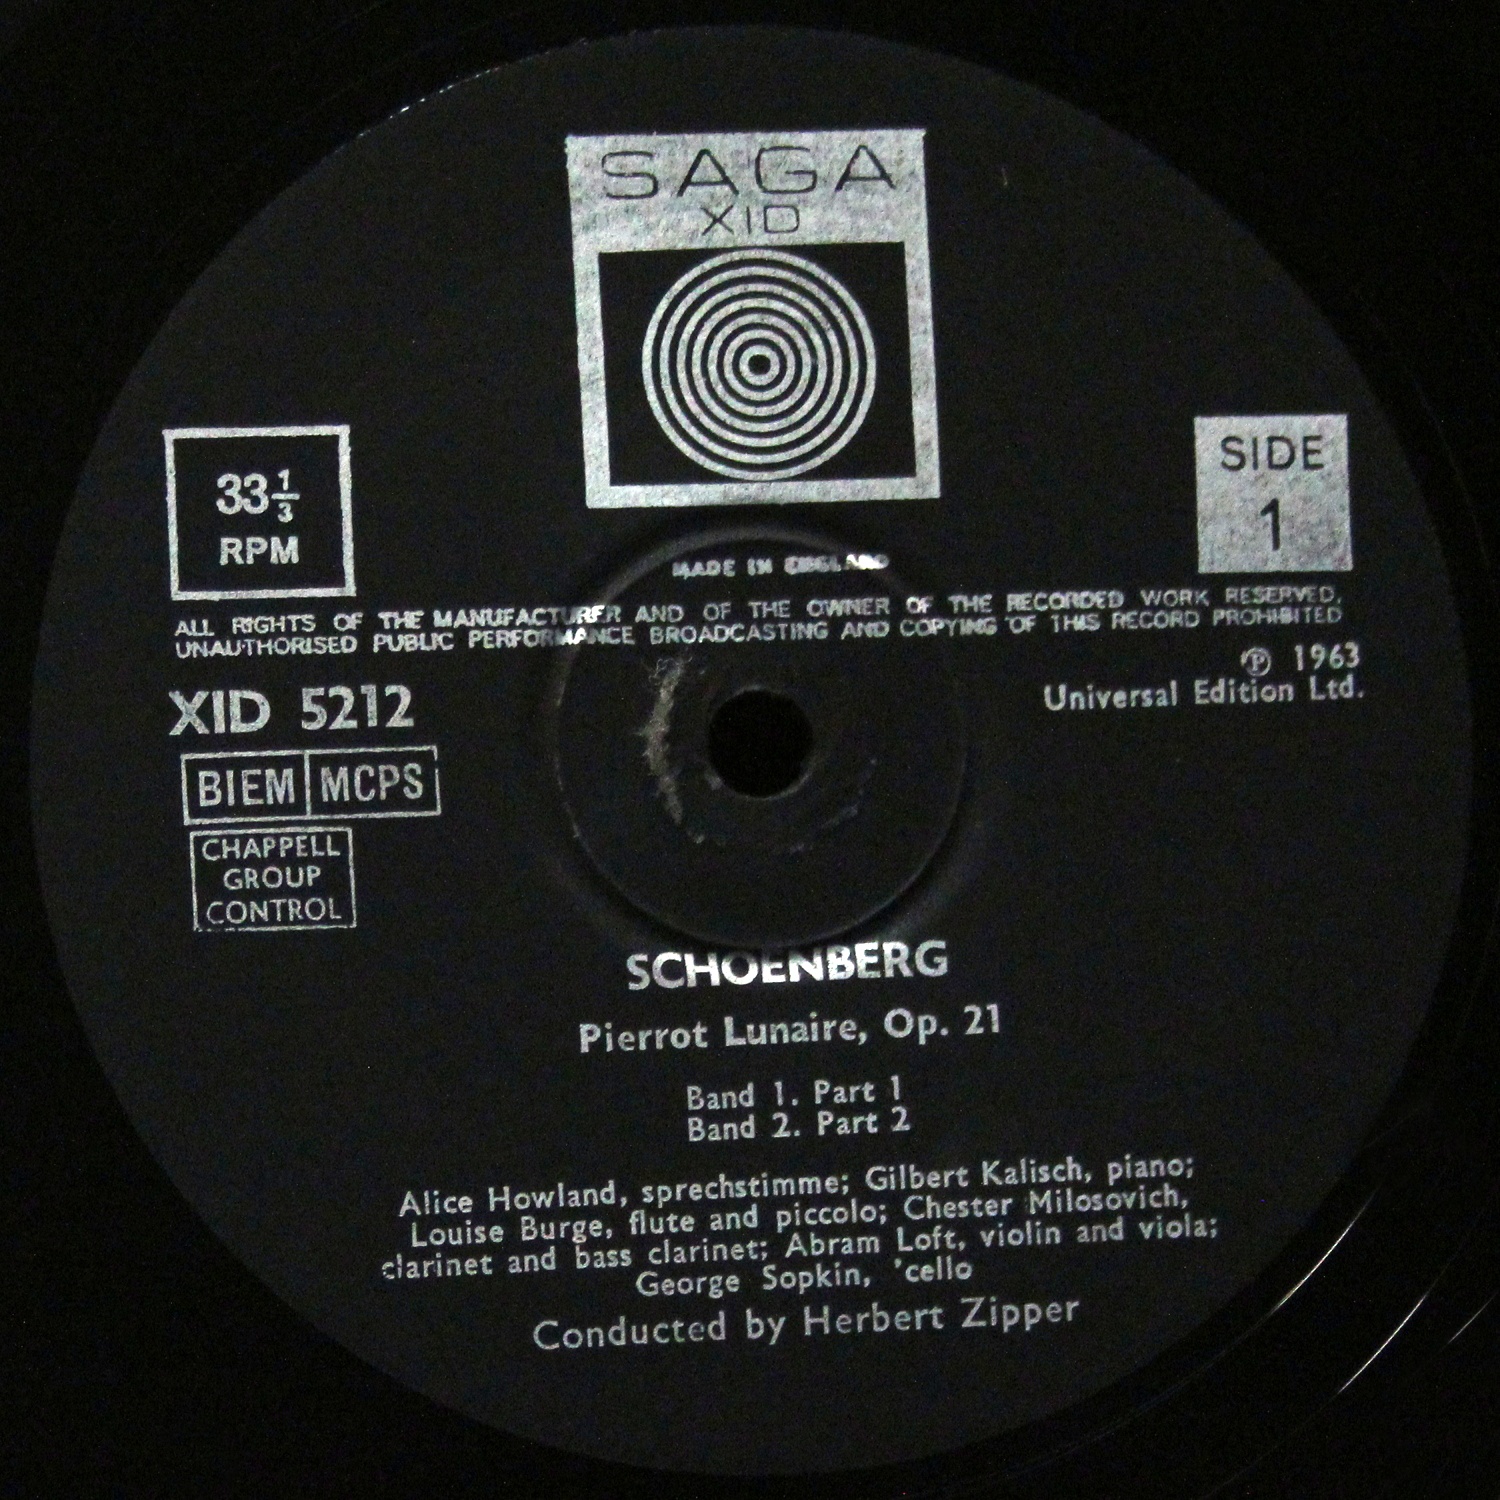 SAGA
XID
33 1/3
RPM
SIDE
1
MADE IN ENGLAND
ALL RIGHTS OF THE MANUFACTURER AND OF THE OWNER OF THE RECORDED WORK RESERVED.
UNAUTHORISED PUBLIC PERFORMANCE BROADCASTING AND COPYING OF THIS RECORD PROHIBITED
℗ 1963
Universal Edition Ltd.
XID 5212
BIEM MCPS
CHAPPELL
GROUP
CONTROL
SCHOENBERG
Pierrot Lunaire, Op. 21
Band 1. Part 1
Band 2. Part 2
Alice Howland, sprechstimme; Gilbert Kalisch, piano;
Louise Burge, flute and piccolo; Chester Milosovich,
clarinet and bass clarinet; Abram Loft, violin and viola;
George Sopkin, 'cello
Conducted by Herbert Zipper